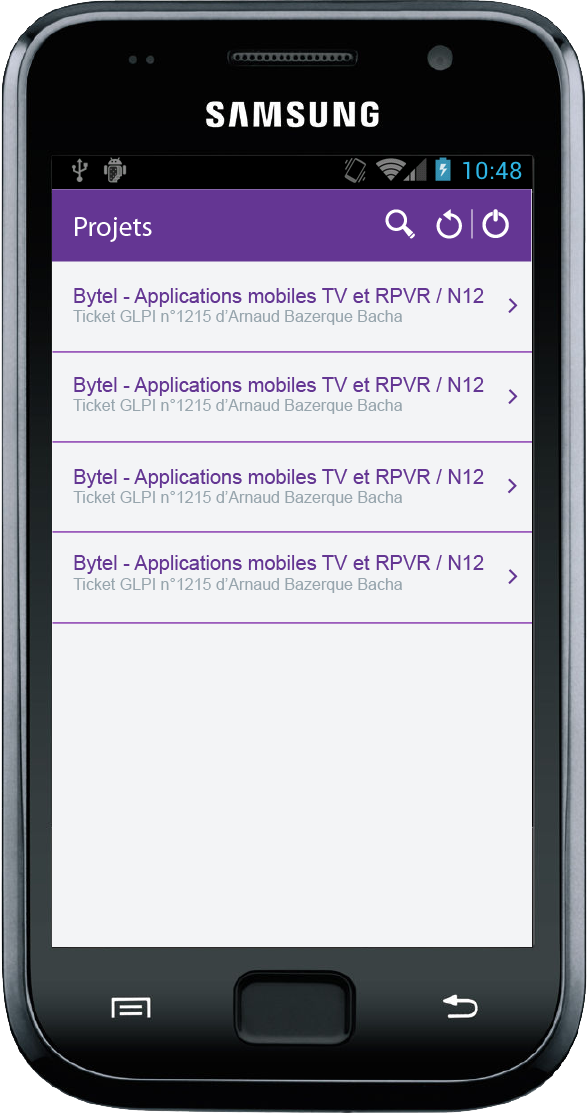 SAMSUNG
10:48
Projets
Bytel - Applications mobiles TV et RPVR / N12
Ticket GLPI n°1215 d’Arnaud Bazerque Bacha
Bytel - Applications mobiles TV et RPVR / N12
Ticket GLPI n°1215 d’Arnaud Bazerque Bacha
Bytel - Applications mobiles TV et RPVR / N12
Ticket GLPI n°1215 d’Arnaud Bazerque Bacha
Bytel - Applications mobiles TV et RPVR / N12
Ticket GLPI n°1215 d’Arnaud Bazerque Bacha